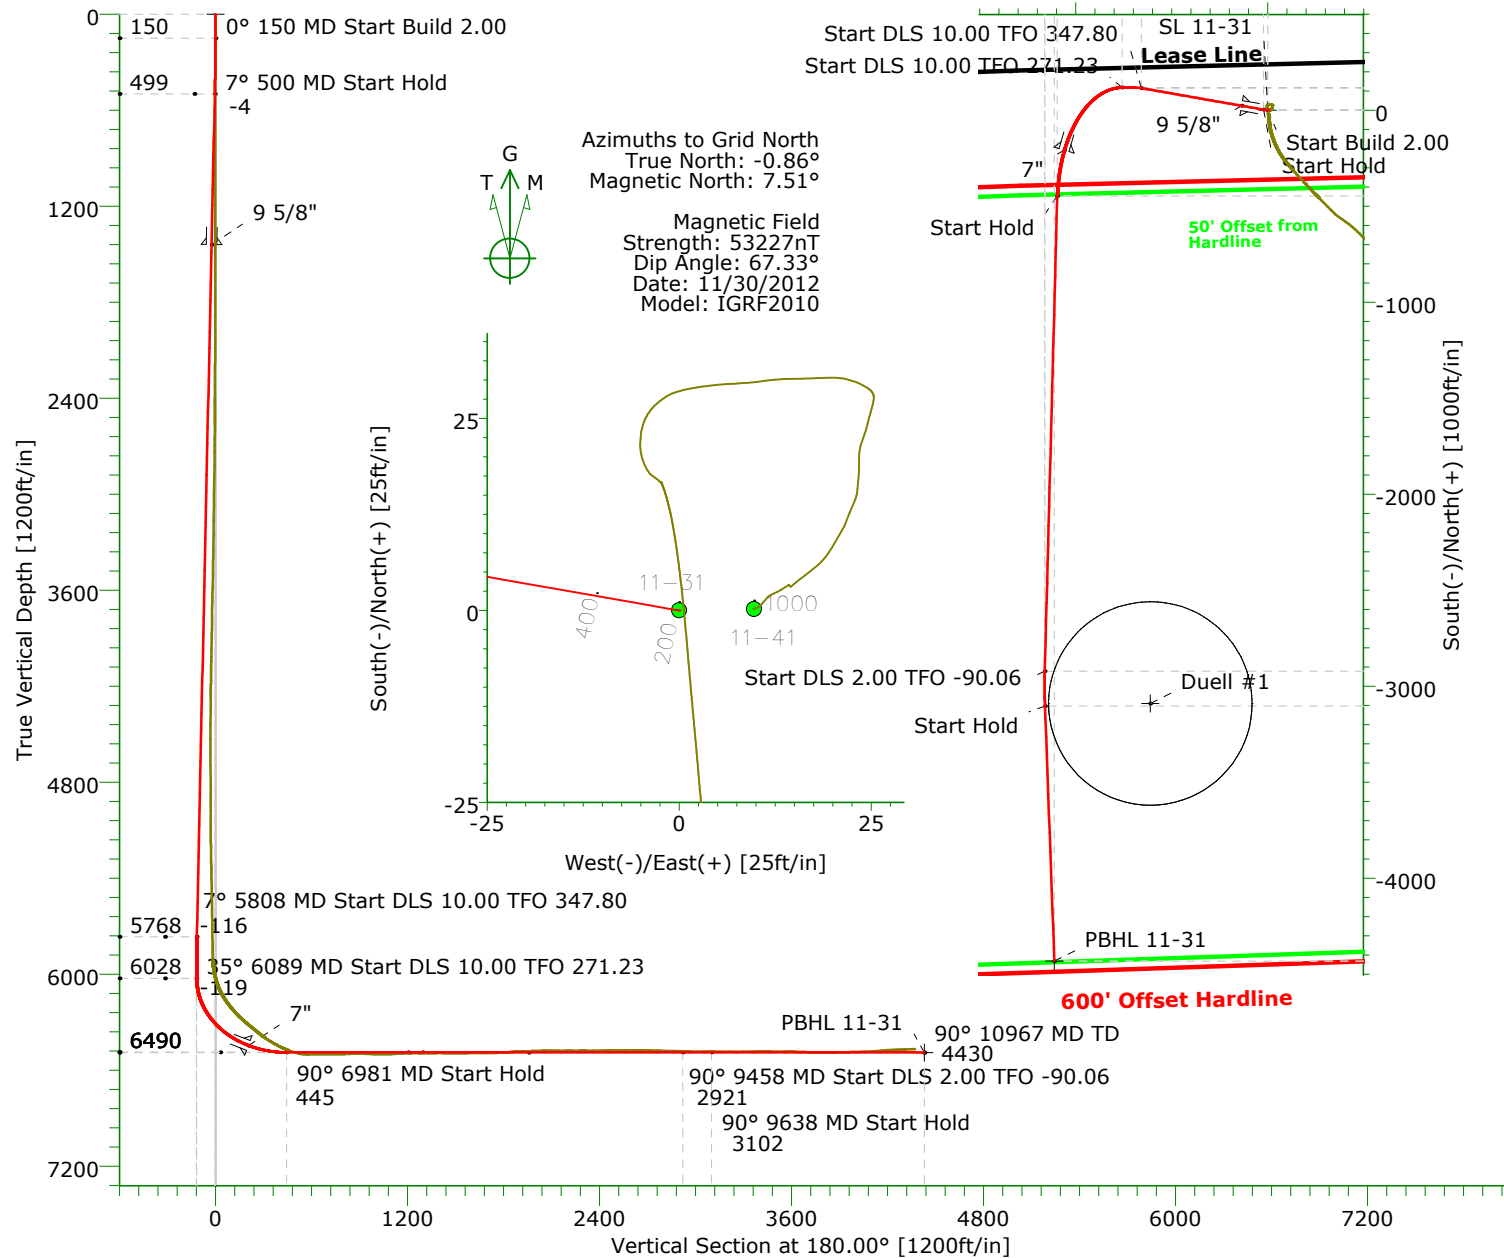 0
150
0° 150 MD Start Build 2.00
499
7° 500 MD Start Hold
-4
1200
9 5/8"
2400
3600
4800
5768
7° 5808 MD Start DLS 10.00 TFO 347.80
-116
6000
6028
35° 6089 MD Start DLS 10.00 TFO 271.23
-119
7"
6490
90° 6981 MD Start Hold
445
PBHL 11-31
90° 10967 MD TD
4430
90° 9458 MD Start DLS 2.00 TFO -90.06
2921
90° 9638 MD Start Hold
3102
7200
True Vertical Depth [1200ft/in]
0
1200
2400
3600
4800
6000
7200
Vertical Section at 180.00° [1200ft/in]
G
T
M
Azimuths to Grid North
True North: -0.86°
Magnetic North: 7.51°
Magnetic Field
Strength: 53227nT
Dip Angle: 67.33°
Date: 11/30/2012
Model: IGRF2010
25
0
-25
South(-)/North(+) [25ft/in]
11-31
400
200
1000
11-41
-25
0
25
West(-)/East(+) [25ft/in]
Start DLS 10.00 TFO 347.80
SL 11-31
Start DLS 10.00 TFO 271.23
Lease Line
9 5/8"
Start Build 2.00
Start Hold
7"
Start Hold
50' Offset from
Hardline
Start DLS 2.00 TFO -90.06
Duell #1
Start Hold
PBHL 11-31
600' Offset Hardline
0
-1000
-2000
-3000
-4000
South(-)/North(+) [1000ft/in]